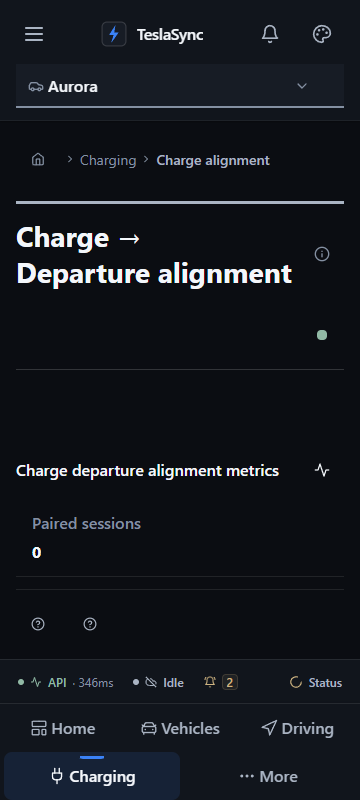 TeslaSync
Aurora
Charging
Charge alignment
Charge →
Departure alignment
Charge departure alignment metrics
Paired sessions
0
API · 346ms
Idle
2
Status
Home
Vehicles
Driving
Charging
More